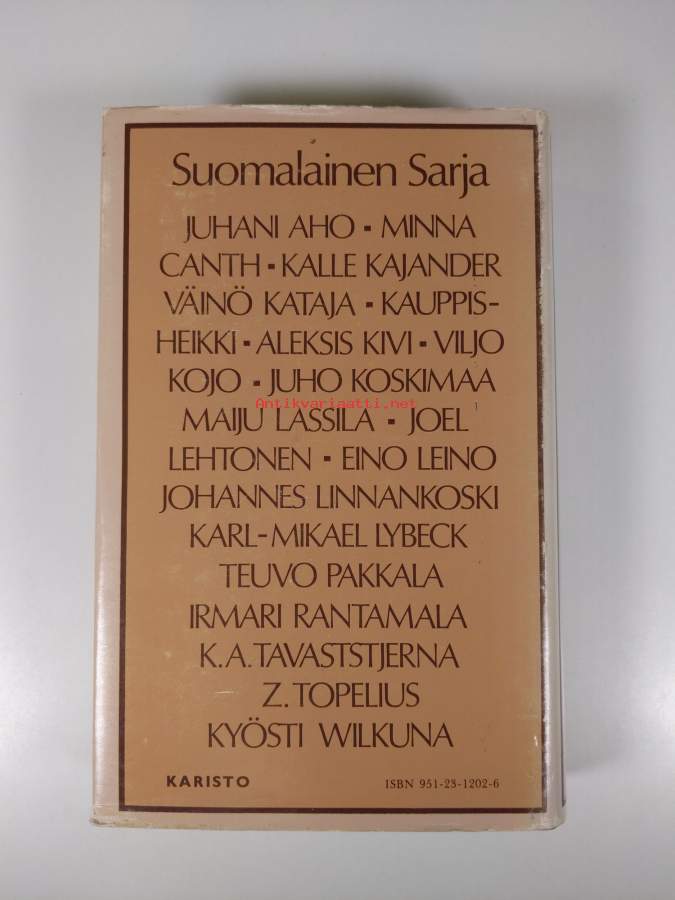 Suomalainen Sarja
JUHANI AHO ▪ MINNA
CANTH ▪ KALLE KAJANDER
VÄINÖ KATAJA ▪ KAUPPIS-
HEIKKI ▪ ALEKSIS KIVI ▪ VILJO
KOJO ▪ JUHO KOSKIMAA
Antikvariaatti.net
MAIJU LASSILA ▪ JOEL
LEHTONEN ▪ EINO LEINO
JOHANNES LINNANKOSKI
KARL-MIKAEL LYBECK
TEUVO PAKKALA
IRMARI RANTAMALA
K.A.TAVASTSTJERNA
Z.TOPELIUS
KYÖSTI WILKUNA
KARISTO ISBN 951-23-1202-6